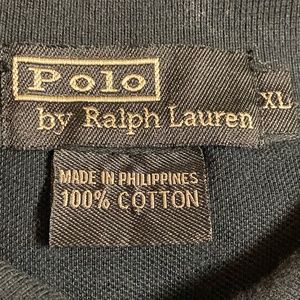 Polo
by Ralph Lauren
XL
MADE IN PHILIPPINES
100% COTTON